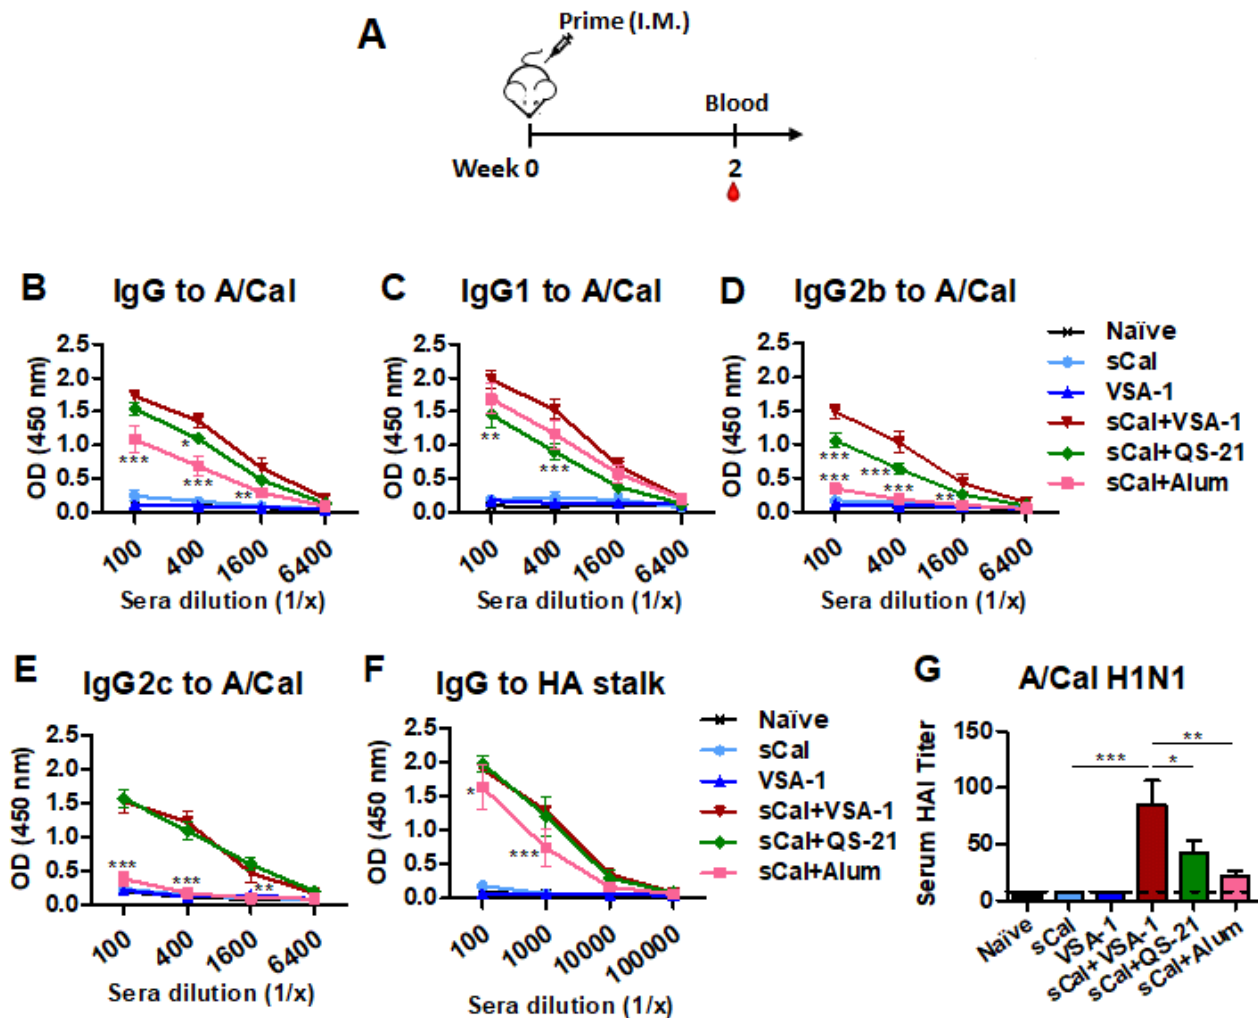 A
Prime (I.M.)
Blood
Week 0
2
B
IgG to A/Cal
OD (450 nm)
2.5
2.0
1.5
1.0
0.5
0.0
*
***
***
**
100
400
1600
6400
Sera dilution (1/x)
C
IgG1 to A/Cal
OD (450 nm)
2.5
2.0
1.5
1.0
0.5
0.0
**
***
100
400
1600
6400
Sera dilution (1/x)
D
IgG2b to A/Cal
OD (450 nm)
2.5
2.0
1.5
1.0
0.5
0.0
***
***
***
***
**
100
400
1600
6400
Sera dilution (1/x)
Naïve
sCal
VSA-1
sCal+VSA-1
sCal+QS-21
sCal+Alum
E
IgG2c to A/Cal
OD (450 nm)
2.5
2.0
1.5
1.0
0.5
0.0
***
***
**
100
400
1600
6400
Sera dilution (1/x)
F
IgG to HA stalk
OD (450 nm)
2.5
2.0
1.5
1.0
0.5
0.0
*
***
100
1000
10000
100000
Sera dilution (1/x)
Naïve
sCal
VSA-1
sCal+VSA-1
sCal+QS-21
sCal+Alum
G
A/Cal H1N1
Serum HAI Titer
150
100
50
0
**
***
*
Naïve
sCal
VSA-1
sCal+VSA-1
sCal+QS-21
sCal+Alum